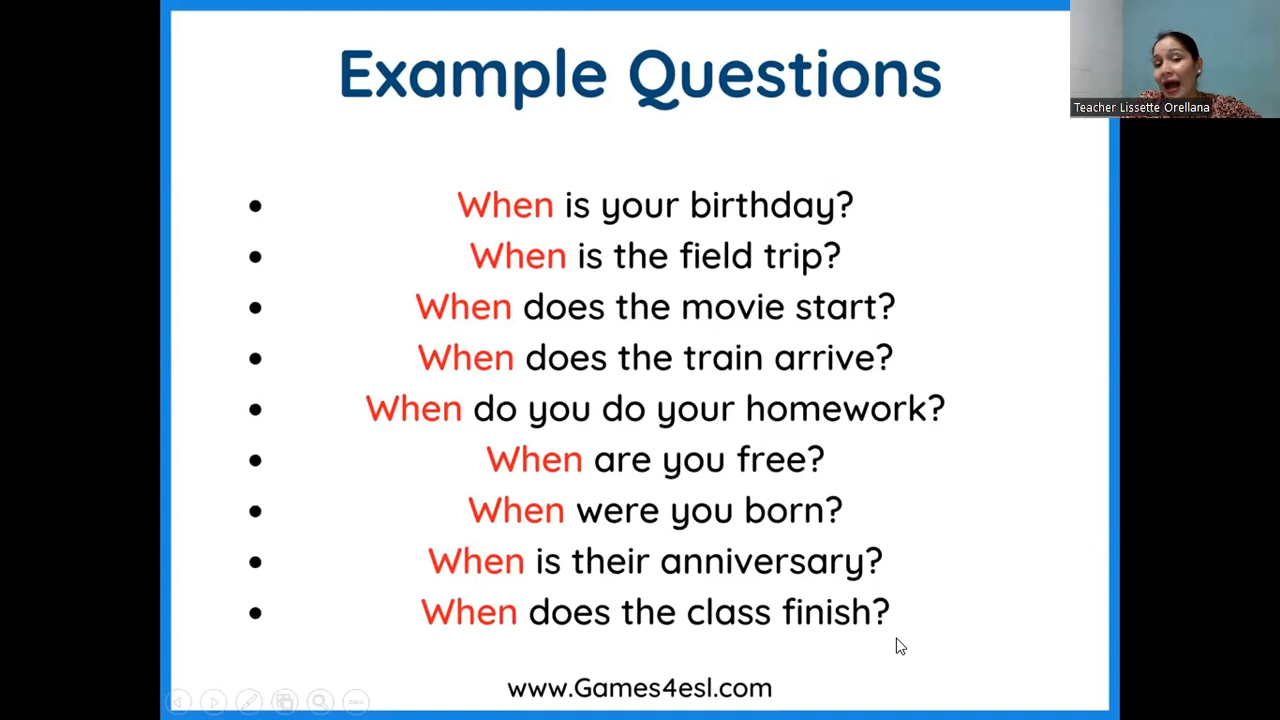 Example Questions
Teacher Lissette Orellana
When is your birthday?
When is the field trip?
When does the movie start?
When does the train arrive?
When do you do your homework?
When are you free?
When were you born?
When is their anniversary?
When does the class finish?
www.Games4esl.com